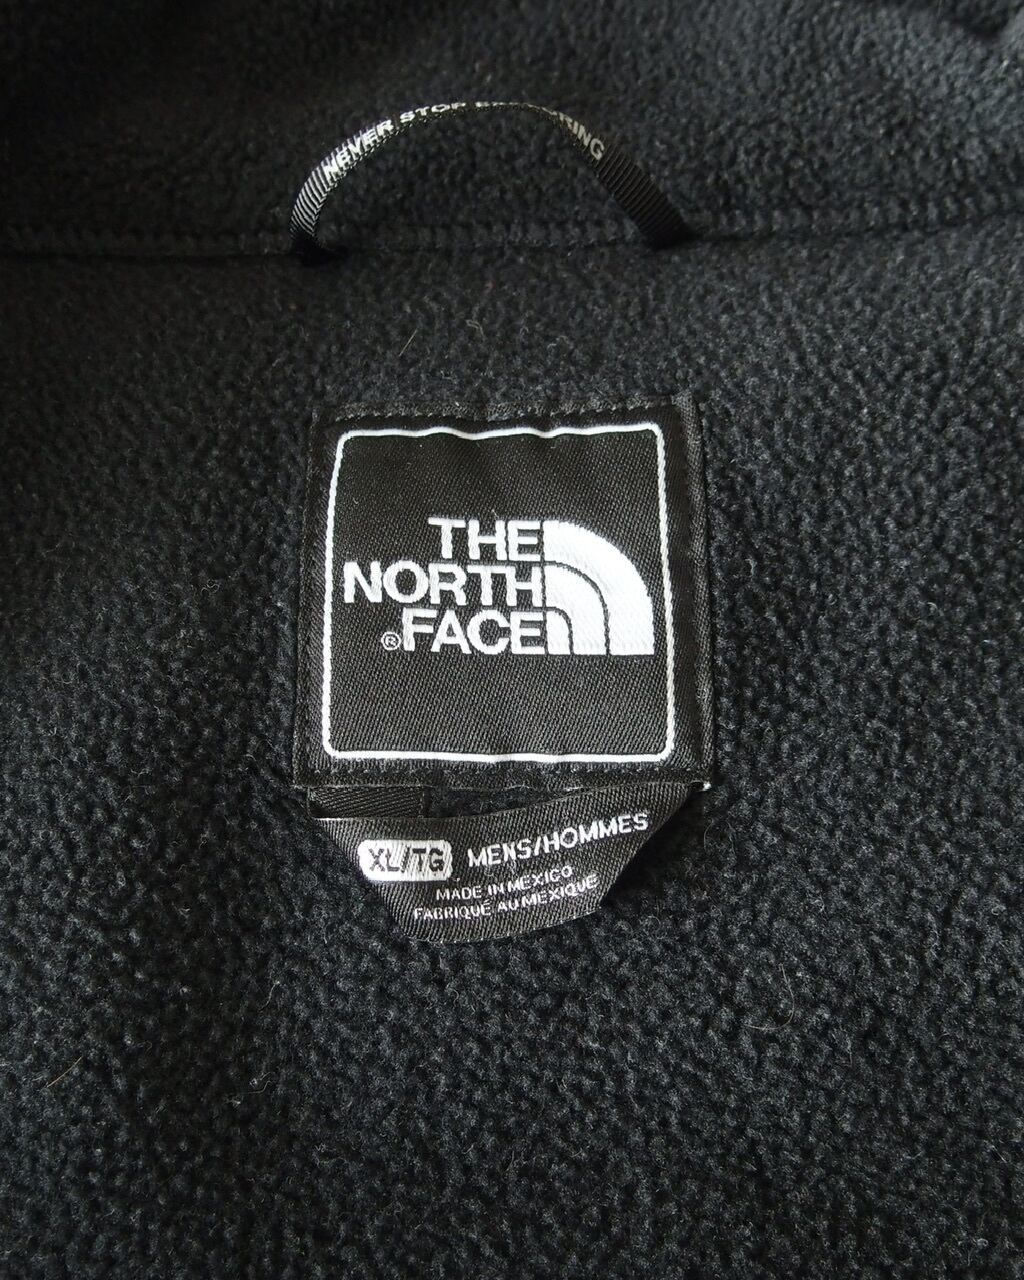 NEVER STOP
THE
NORTH
®FACE
XL/TG MENS/HOMMES
MADE IN MEXICO
FABRIQUÉ AU MEXIQUE